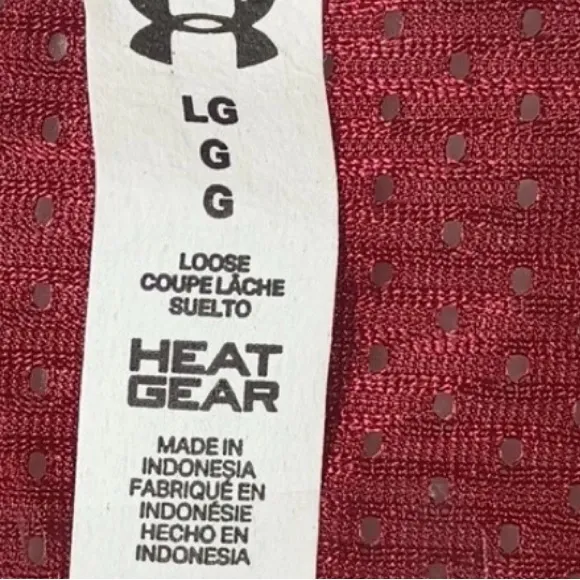 LG
G
G
LOOSE
COUPE LÂCHE
SUELTO
HEAT
GEAR
MADE IN
INDONESIA
FABRIQUÉ EN
INDONÉSIE
HECHO EN
INDONESIA